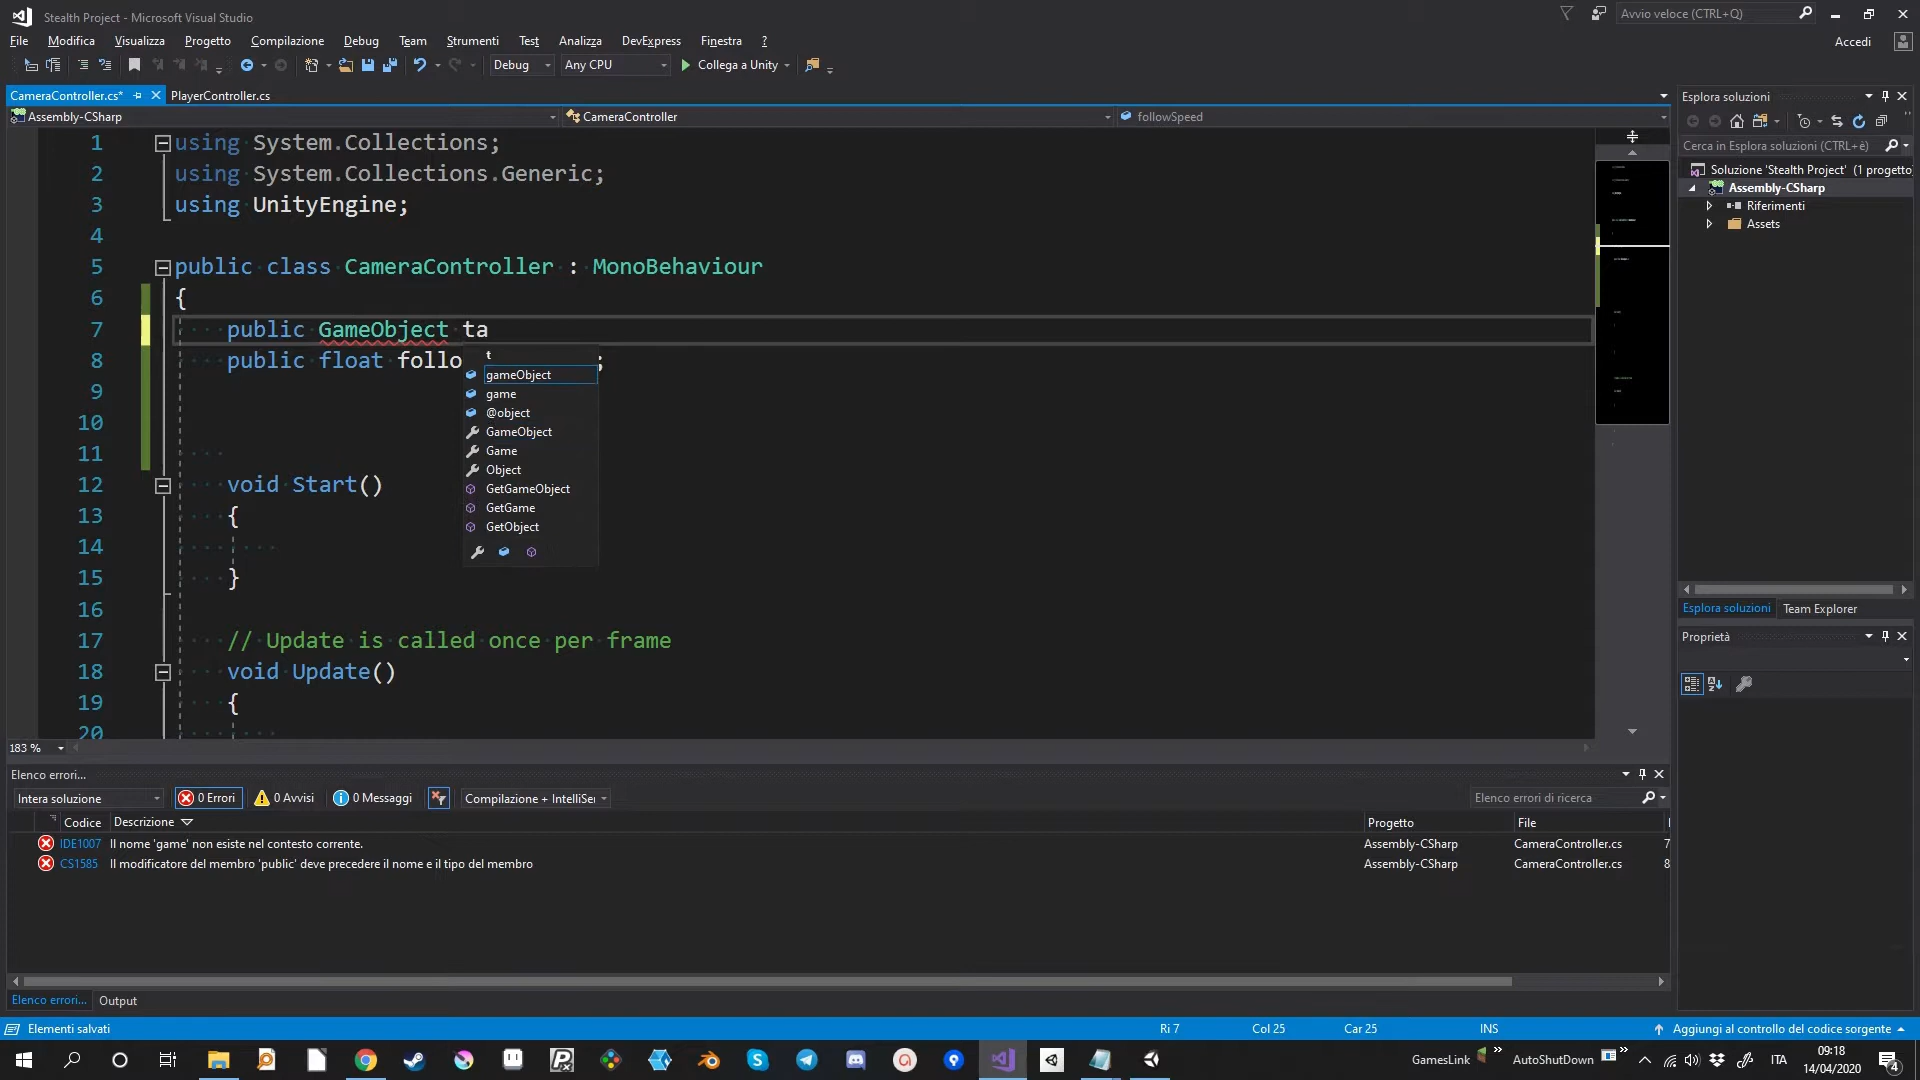 Stealth Project - Microsoft Visual Studio
Avvio veloce (CTRL+Q)
File Modifica Visualizza Progetto Compilazione Debug Team Strumenti Test Analizza DevExpress Finestra ?
Accedi
Debug Any CPU Collega a Unity
CameraController.cs* PlayerController.cs
Assembly-CSharp CameraController followSpeed
1 using System.Collections;
2 using System.Collections.Generic;
3 using UnityEngine;
4
5 public class CameraController : MonoBehaviour
6 {
7 public GameObject ta
8 public float follo ;
9
10
11
12 void Start()
13 {
14
15 }
16
17 // Update is called once per frame
18 void Update()
19 {
20
t
gameObject
game
@object
GameObject
Game
Object
GetGameObject
GetGame
GetObject
183 %
Esplora soluzioni
Cerca in Esplora soluzioni (CTRL+è)
Soluzione 'Stealth Project' (1 progetto)
Assembly-CSharp
Riferimenti
Assets
Esplora soluzioni Team Explorer
Proprietà
Elenco errori...
Intera soluzione 0 Errori 0 Avvisi 0 Messaggi Compilazione + IntelliSe Elenco errori di ricerca
Codice Descrizione Progetto File
IDE1007 Il nome 'game' non esiste nel contesto corrente. Assembly-CSharp CameraController.cs 7
CS1585 Il modificatore del membro 'public' deve precedere il nome e il tipo del membro Assembly-CSharp CameraController.cs 8
Elenco errori... Output
Elementi salvati Ri 7 Col 25 Car 25 INS Aggiungi al controllo del codice sorgente
GamesLink AutoShutDown ITA 09:18
14/04/2020
4